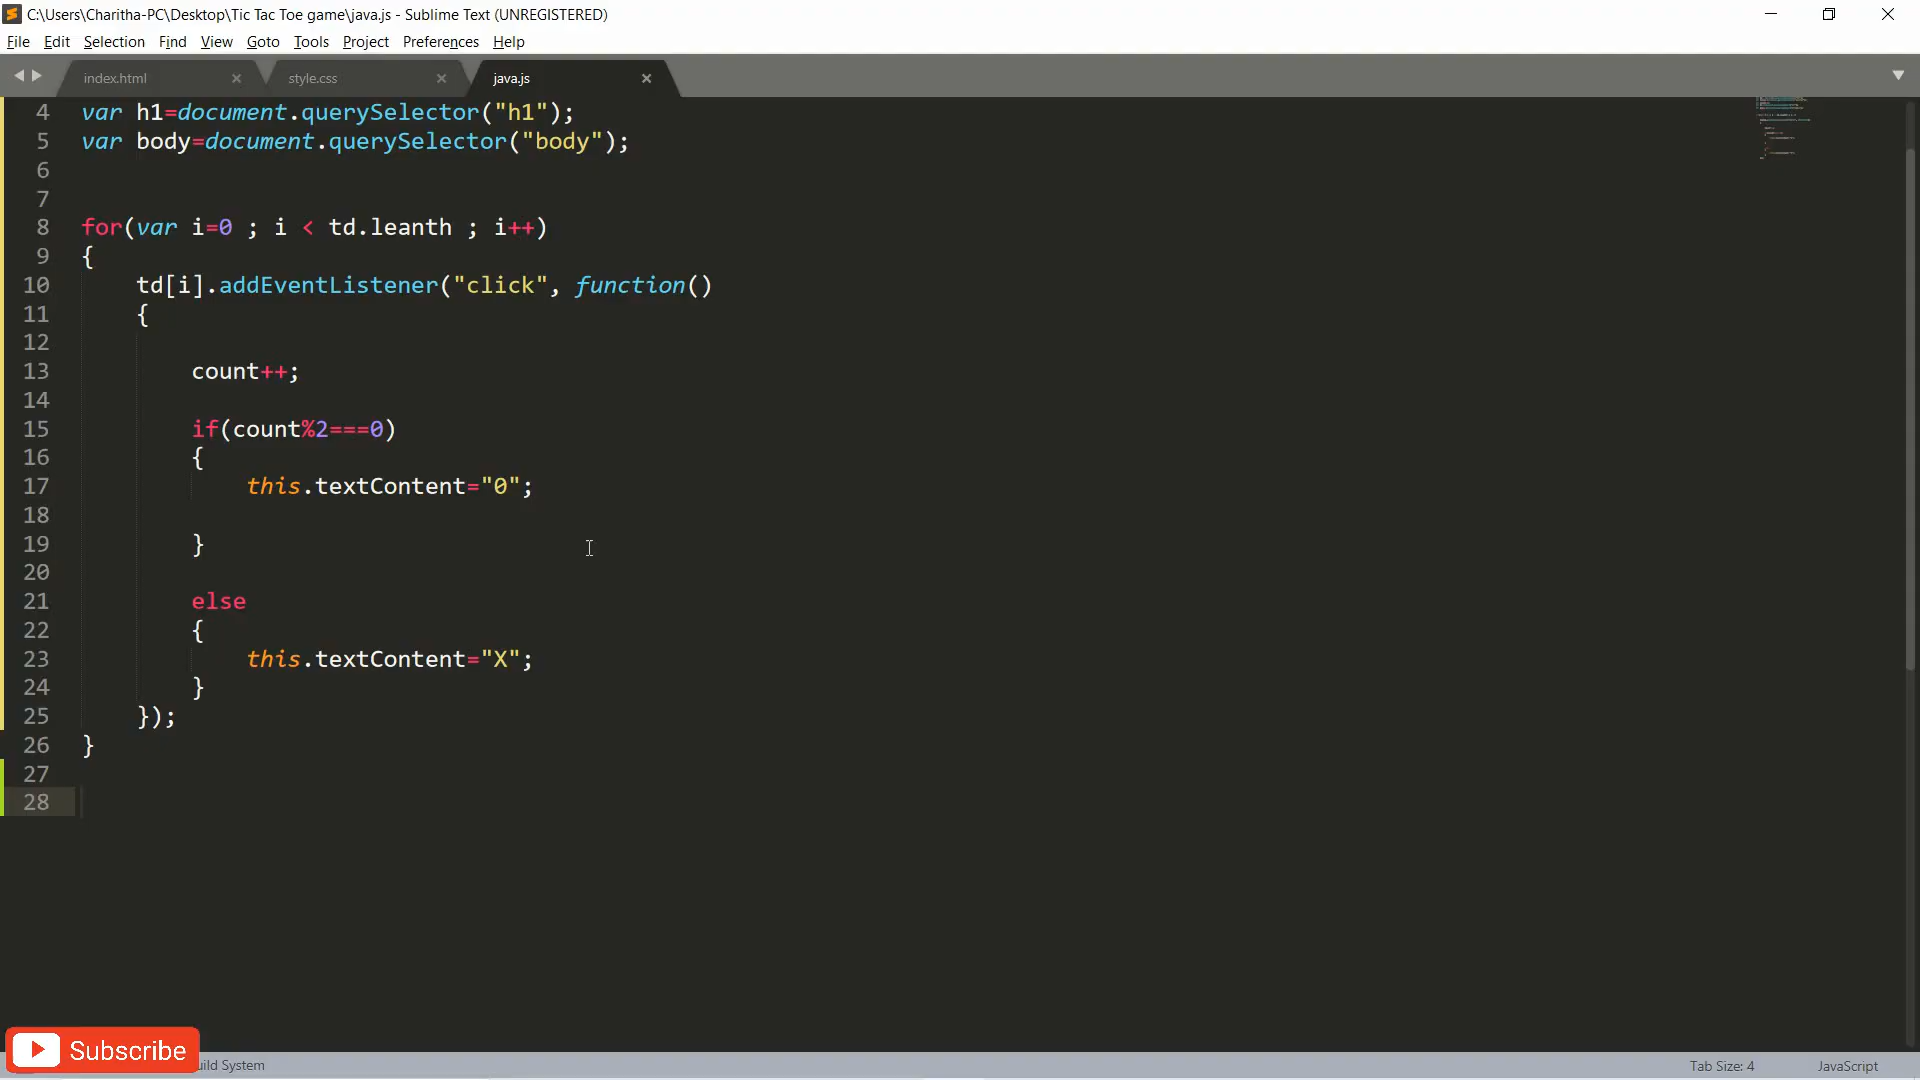 C:\Users\Charitha-PC\Desktop\Tic Tac Toe game\java.js - Sublime Text (UNREGISTERED)
File Edit Selection Find View Goto Tools Project Preferences Help
index.html style.css java.js
4 var h1=document.querySelector("h1");
5 var body=document.querySelector("body");
6
7
8 for(var i=0 ; i < td.leanth ; i++)
9 {
10 td[i].addEventListener("click", function()
11 {
12
13 count++;
14
15 if(count%2===0)
16 {
17 this.textContent="0";
18
19 }
20
21 else
22 {
23 this.textContent="X";
24 }
25 });
26 }
27
28
Subscribe
uild System Tab Size: 4 JavaScript